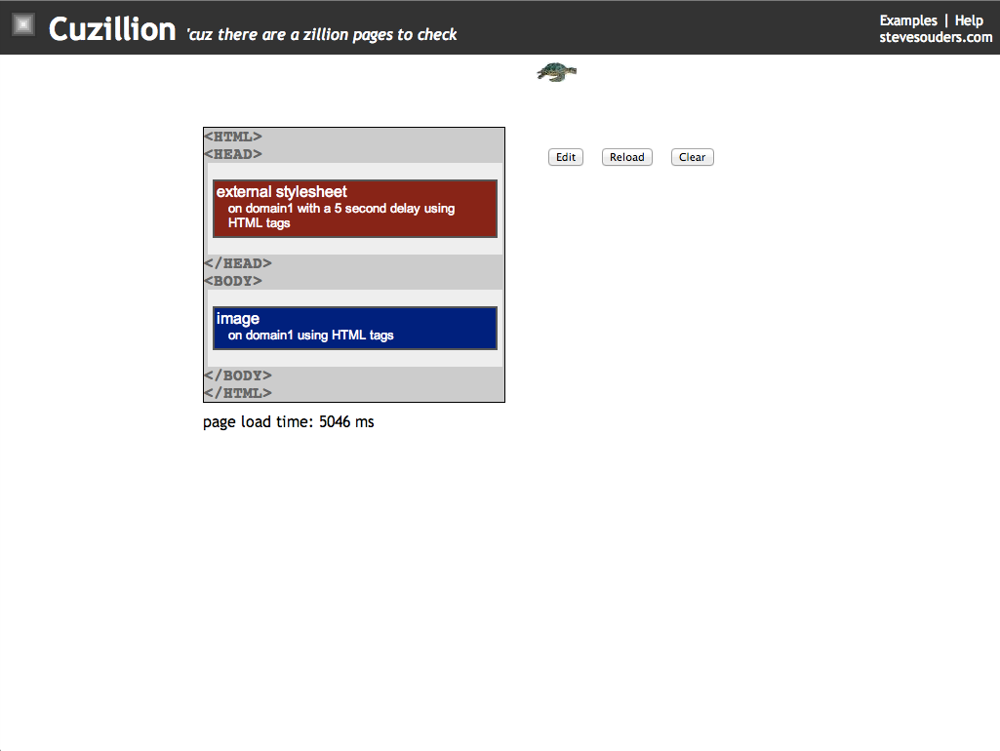 Cuzillion 'cuz there are a zillion pages to check
Examples | Help
stevesouders.com
<HTML>
<HEAD>
external stylesheet
on domain1 with a 5 second delay using
HTML tags
</HEAD>
<BODY>
image
on domain1 using HTML tags
</BODY>
</HTML>
page load time: 5046 ms
Edit Reload Clear